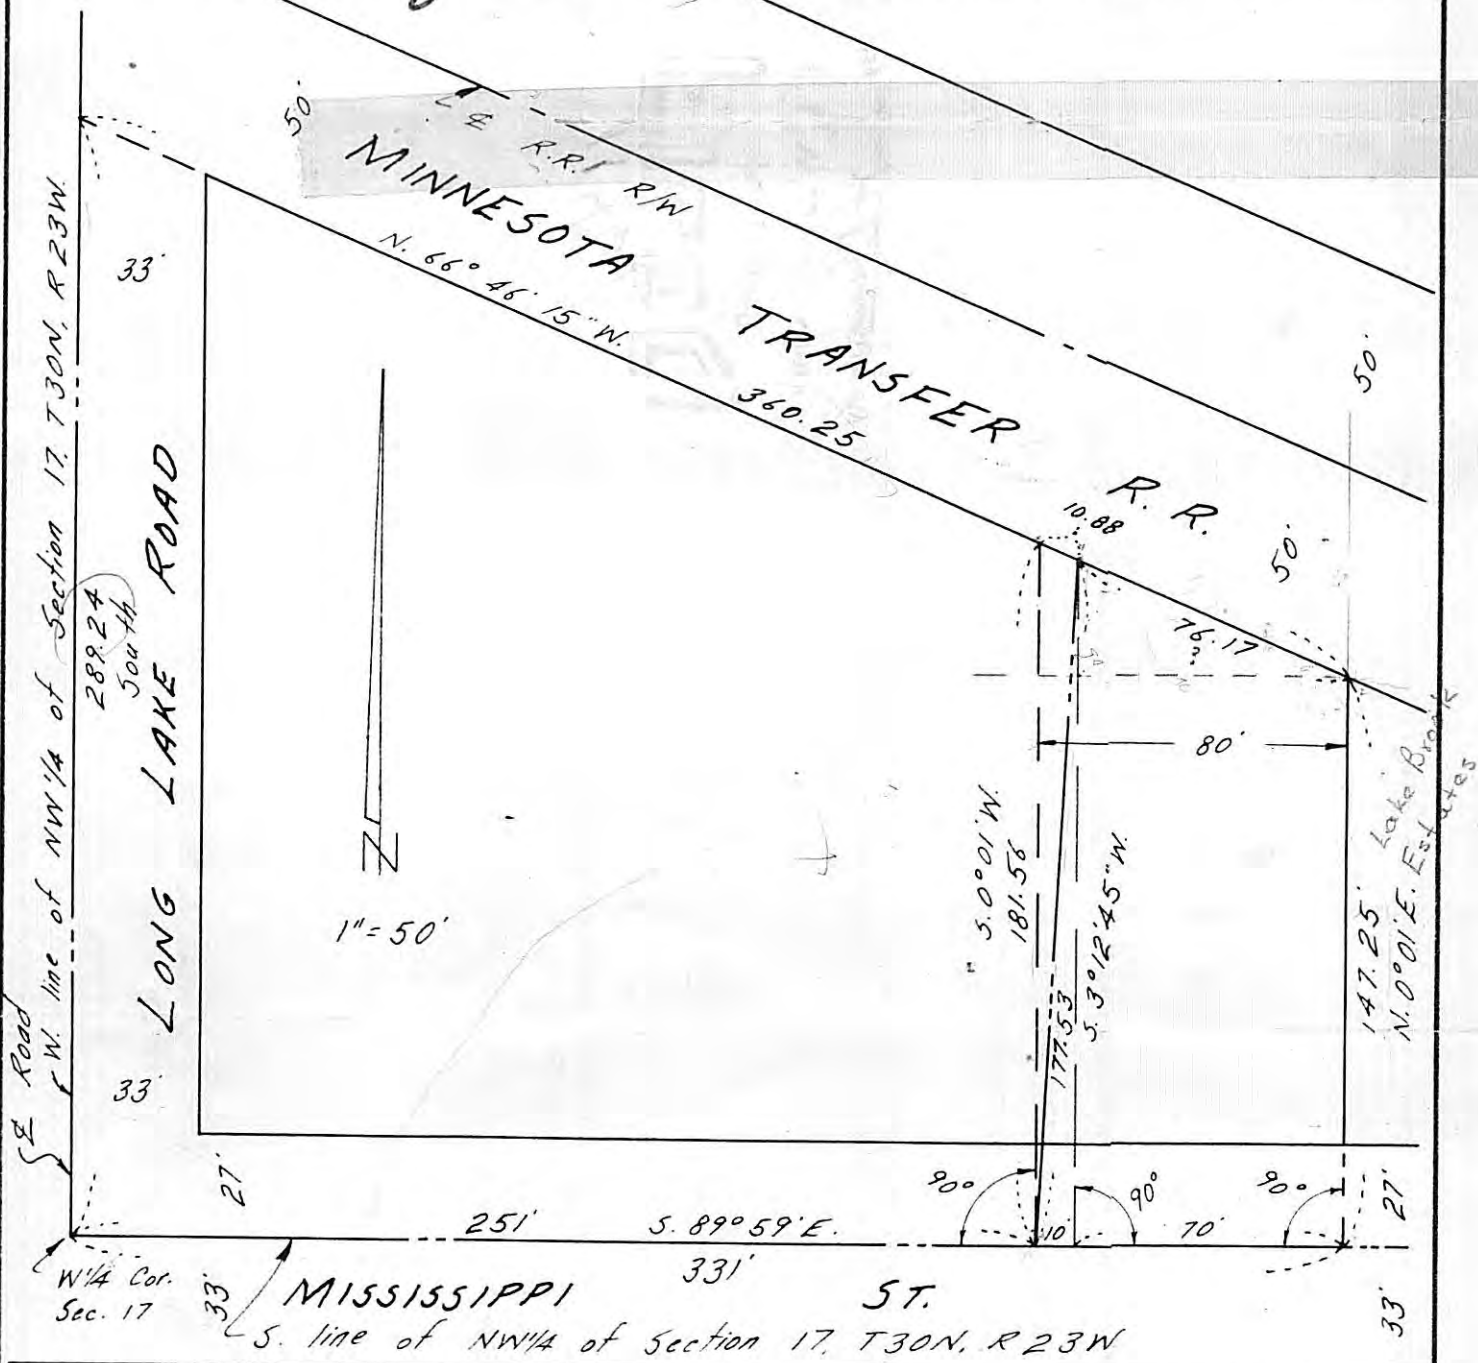 50'
℄ R.R. R/W
MINNESOTA TRANSFER R. R.
N. 66° 46' 15" W.
360.25
33'
W. line of NW 1/4 of Section 17. T30N, R 23W.
289.24
South
LONG LAKE ROAD
℄ Road
33'
N
1" = 50'
10.88
76.17
?
50'
50'
80'
S. 0° 01' W.
181.56
S. 3° 12' 45" W.
177.53
147.25'
N. 0° 01' E.
Lake Brook
Estates
27'
90°
90°
90°
27'
251'
S. 89° 59' E.
10'
70'
331'
W 1/4 Cor.
Sec. 17
33'
MISSISSIPPI ST.
33'
S. line of NW 1/4 of Section 17, T30N, R 23W